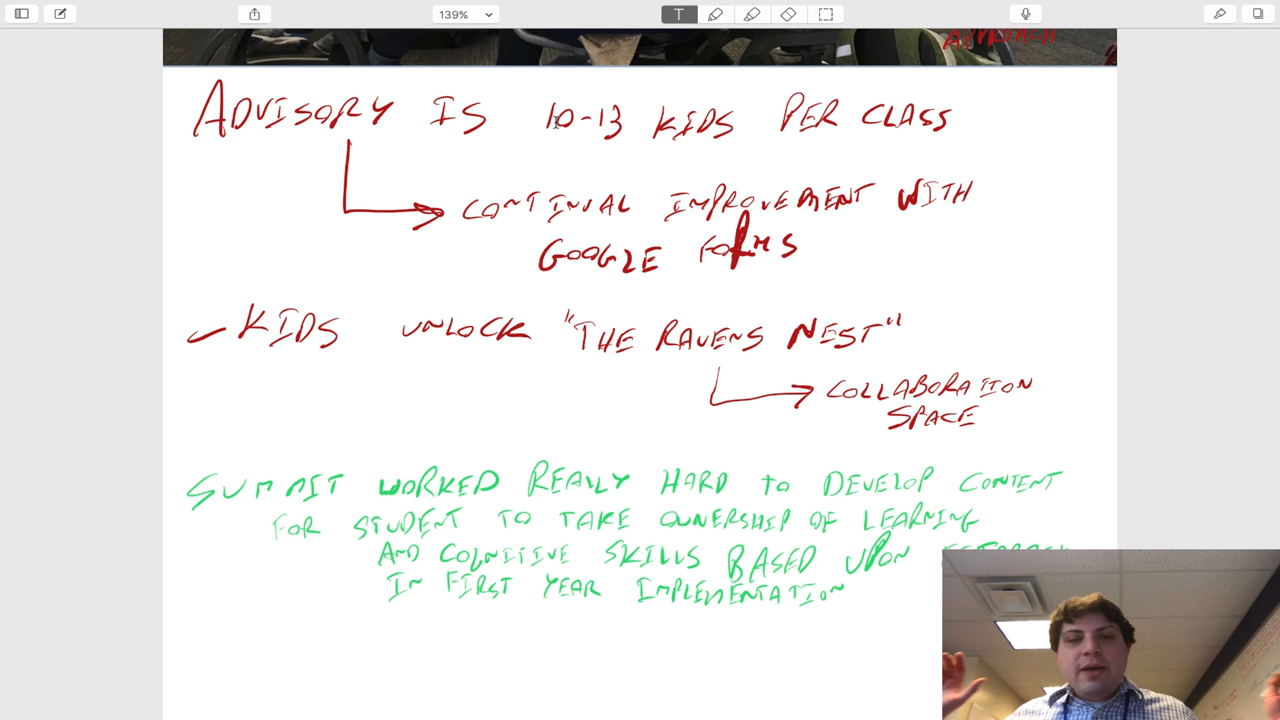 139%
APPROACH
ADVISORY IS 10-13 KIDS PER CLASS
CONTINUAL IMPROVEMENT WITH
GOOGLE FORMS
KIDS UNLOCK "THE RAVENS NEST"
COLLABORATION
SPACE
SUMMIT WORKED REALLY HARD TO DEVELOP CONTENT
FOR STUDENT TO TAKE OWNERSHIP OF LEARNING
AND COGNITIVE SKILLS BASED UPON
IN FIRST YEAR IMPLEMENTATION